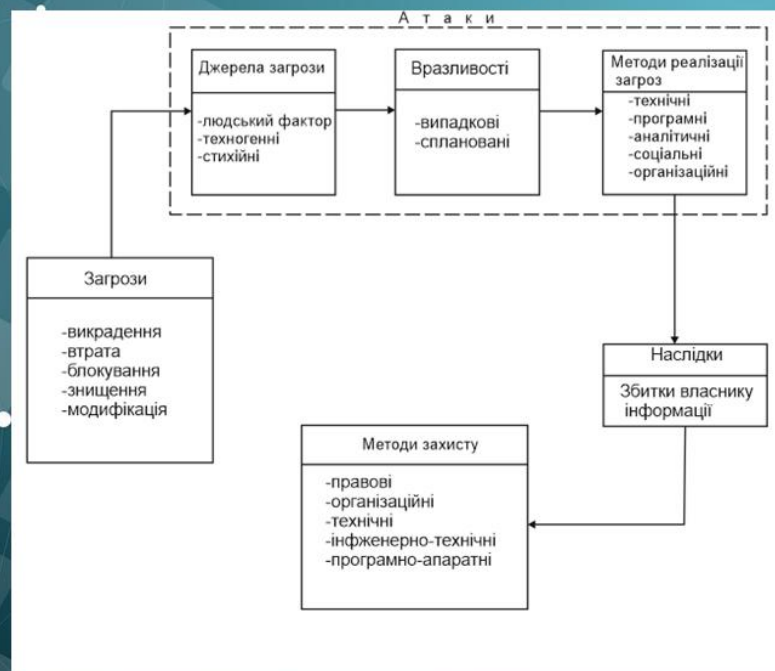 А т а к и
Джерела загрози
-людський фактор
-техногенні
-стихійні
Вразливості
-випадкові
-сплановані
Методи реалізації
загроз
-технічні
-програмні
-аналітичні
-соціальні
-організаційні
Загрози
-викрадення
-втрата
-блокування
-знищення
-модифікація
Наслідки
Збитки власнику
інформації
Методи захисту
-правові
-організаційні
-технічні
-інфженерно-технічні
-програмно-апаратні